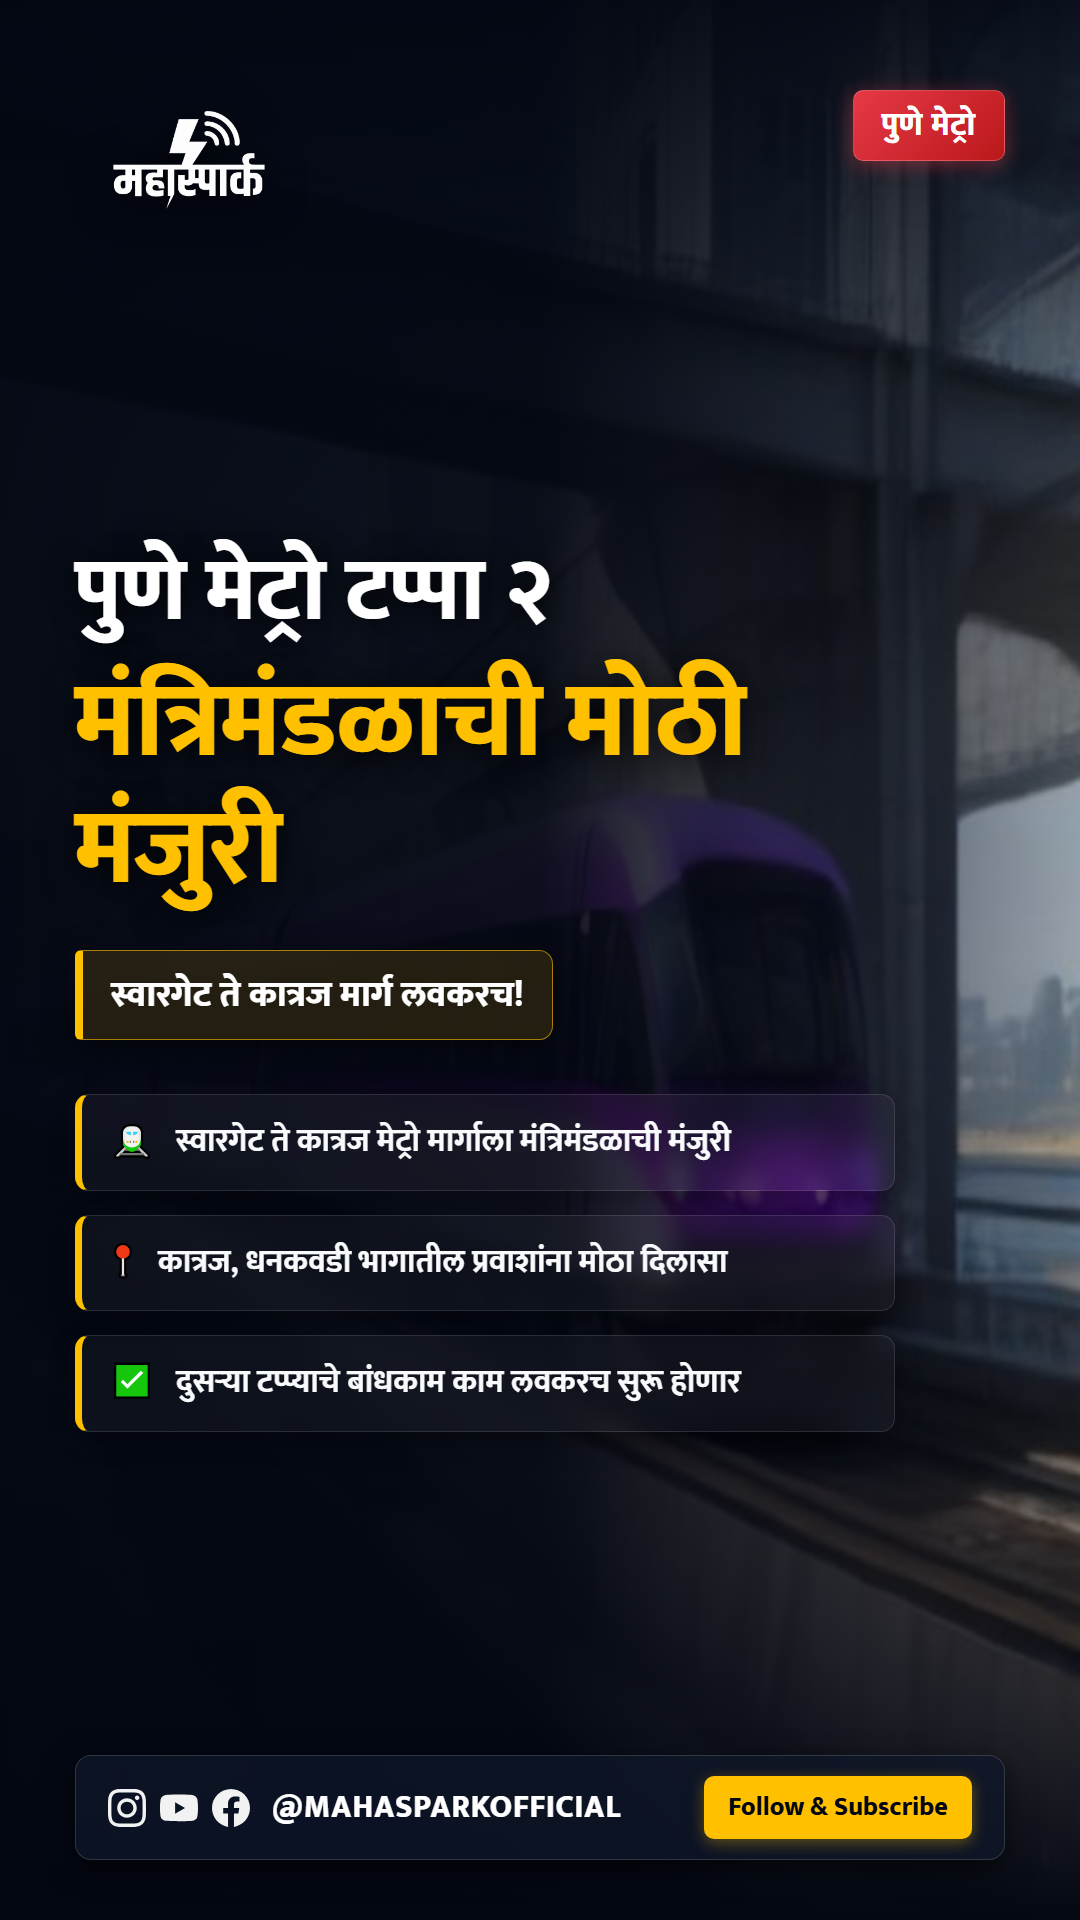 महास्पार्क
पुणे मेट्रो
पुणे मेट्रो टप्पा २
मंत्रिमंडळाची मोठी
मंजुरी
स्वारगेट ते कात्रज मार्ग लवकरच!
स्वारगेट ते कात्रज मेट्रो मार्गाला मंत्रिमंडळाची मंजुरी
कात्रज, धनकवडी भागातील प्रवाशांना मोठा दिलासा
दुसऱ्या टप्प्याचे बांधकाम काम लवकरच सुरू होणार
@MAHASPARKOFFICIAL
Follow & Subscribe